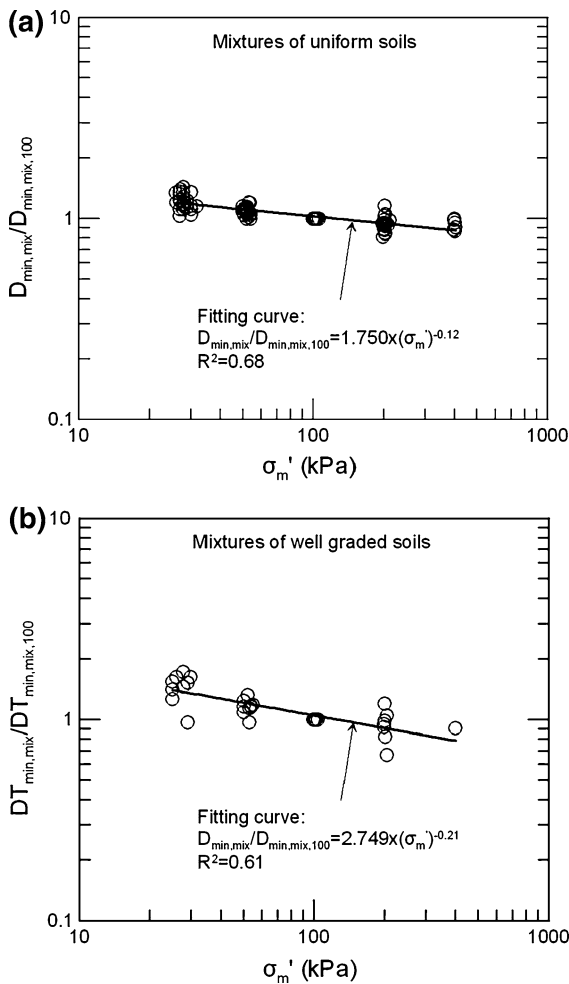 (a)
10
Mixtures of uniform soils
D_min,mix/D_min,mix,100
1
Fitting curve:
D_min,mix/D_min,mix,100=1.750x(σ_m')^-0.12
R²=0.68
0.1
10 100 1000
σ_m' (kPa)
(b)
10
Mixtures of well graded soils
DT_min,mix/DT_min,mix,100
1
Fitting curve:
D_min,mix/D_min,mix,100=2.749x(σ_m')^-0.21
R²=0.61
0.1
10 100 1000
σ_m' (kPa)